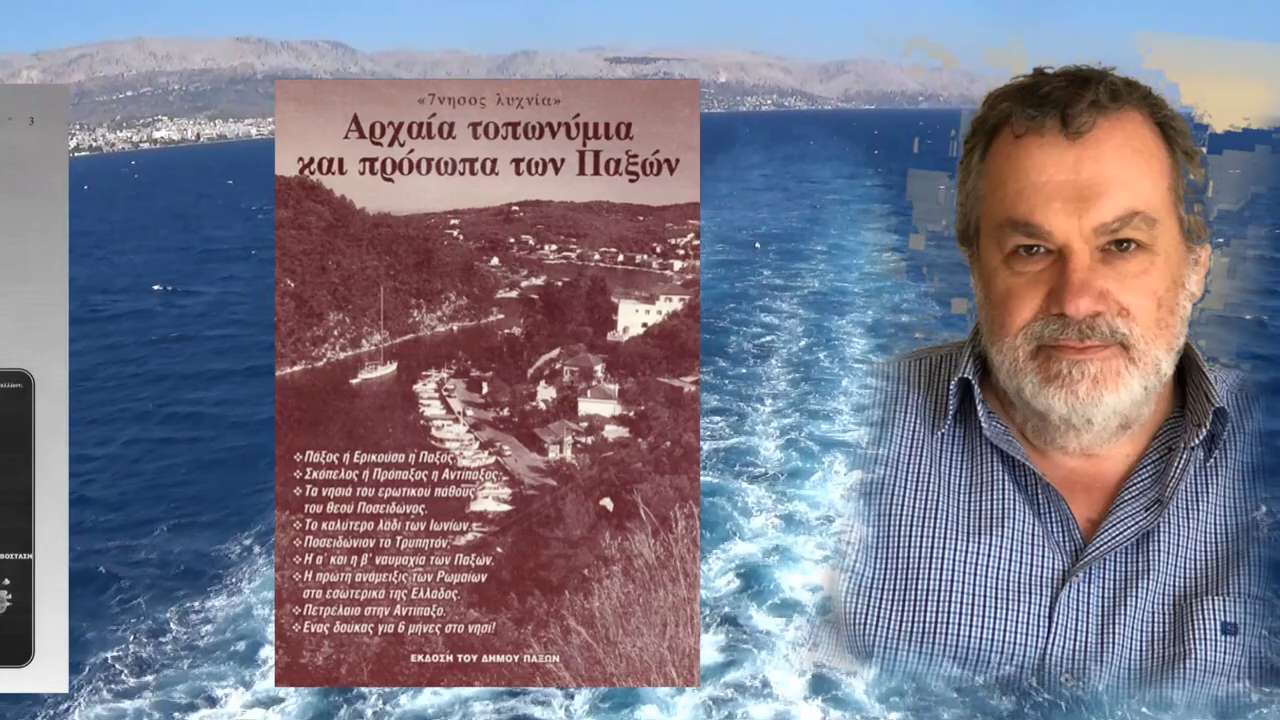 3
«7νησος λυχνία»
Αρχαία τοπωνύμια
και πρόσωπα των Παξών
❖ Πάξος ή Ερικούσα η Παξός.
❖ Σκόπελος ή Πρόπαξος η Αντίπαξος.
❖ Τα νησιά του ερωτικού πάθους
του θεού Ποσειδώνος.
❖ Το καλύτερο λάδι των Ιονίων.
❖ Ποσειδώνιον το Τρυπητόν.
❖ Η α' και η β' ναυμαχία των Παξών.
❖ Η πρώτη ανάμειξις των Ρωμαίων
στα εσωτερικά της Ελλάδος.
❖ Πετρέλαιο στην Αντίπαξο.
❖ Ένας δούκας για 6 μήνες στο νησί!
ΕΚΔΟΣΗ ΤΟΥ ΔΗΜΟΥ ΠΑΞΩΝ